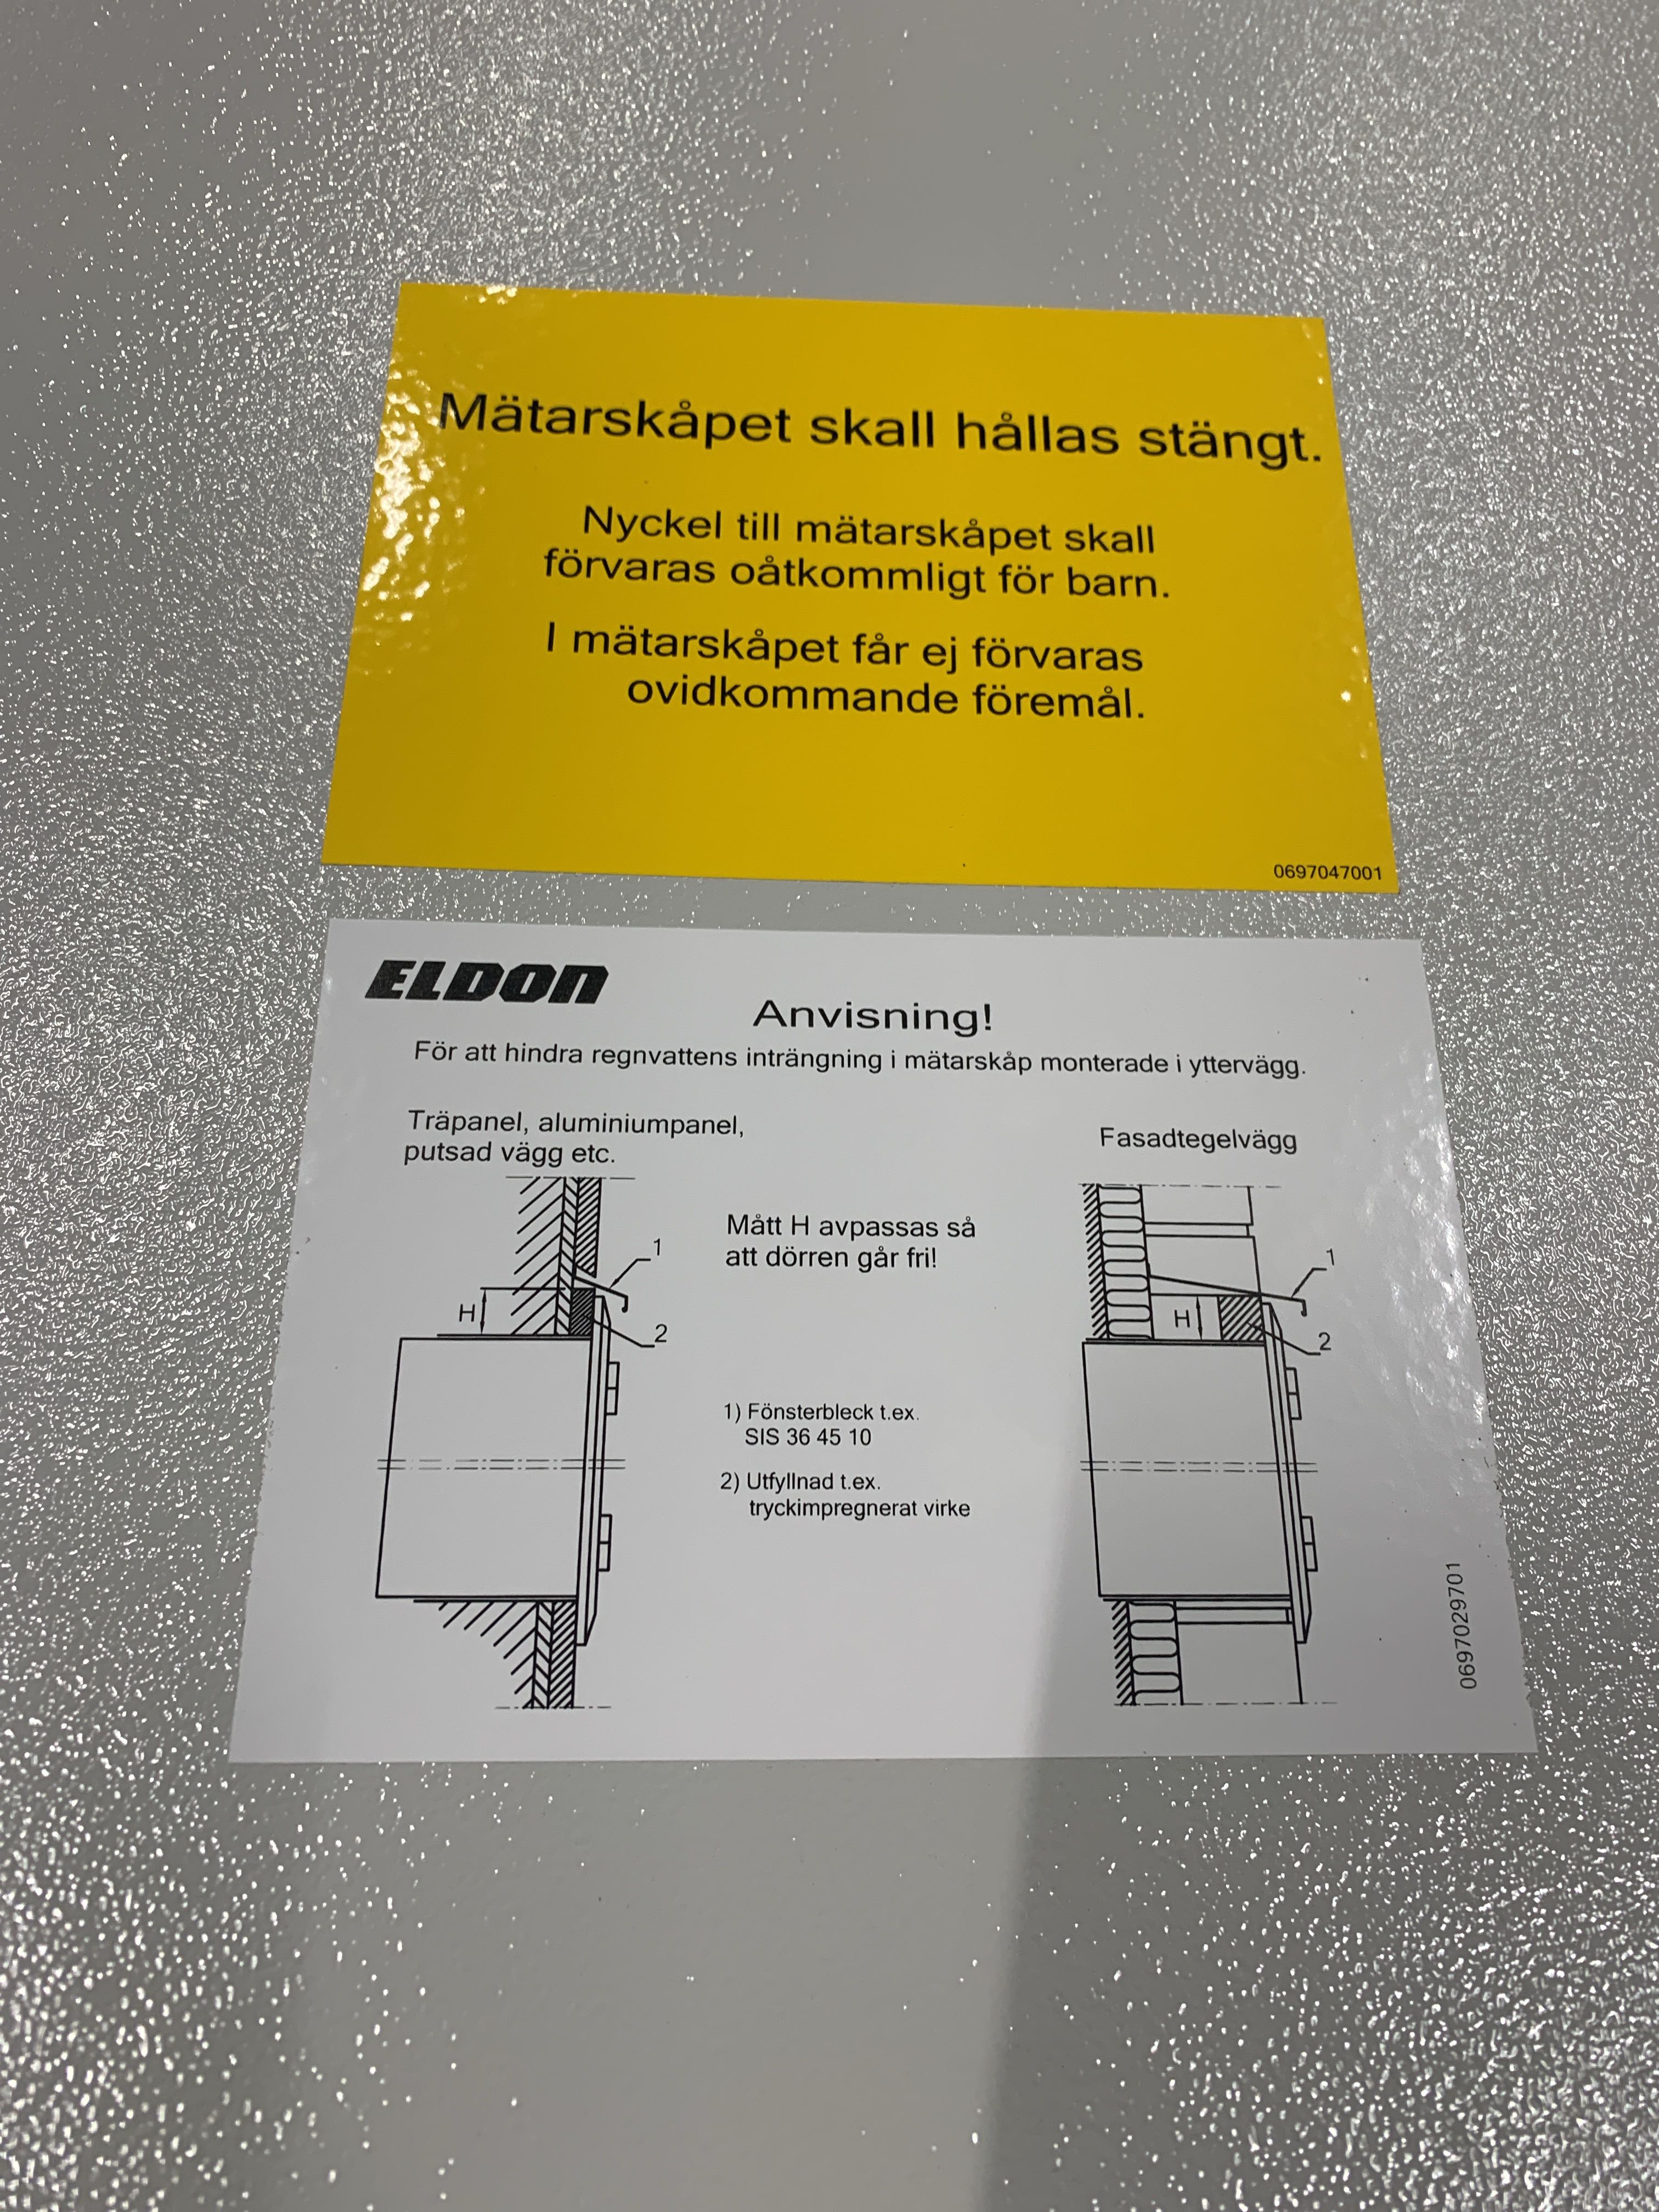 Mätarskåpet skall hållas stängt.
Nyckel till mätarskåpet skall
förvaras oåtkommligt för barn.
I mätarskåpet får ej förvaras
ovidkommande föremål.
0697047001
ELDON
Anvisning!
För att hindra regnvattens inträngning i mätarskåp monterade i yttervägg.
Träpanel, aluminiumpanel,
putsad vägg etc.
Fasadtegelvägg
Mått H avpassas så
att dörren går fri!
1
H
2
1
H
2
1) Fönsterbleck t.ex.
SIS 36 45 10
2) Utfyllnad t.ex.
tryckimpregnerat virke
0697029701